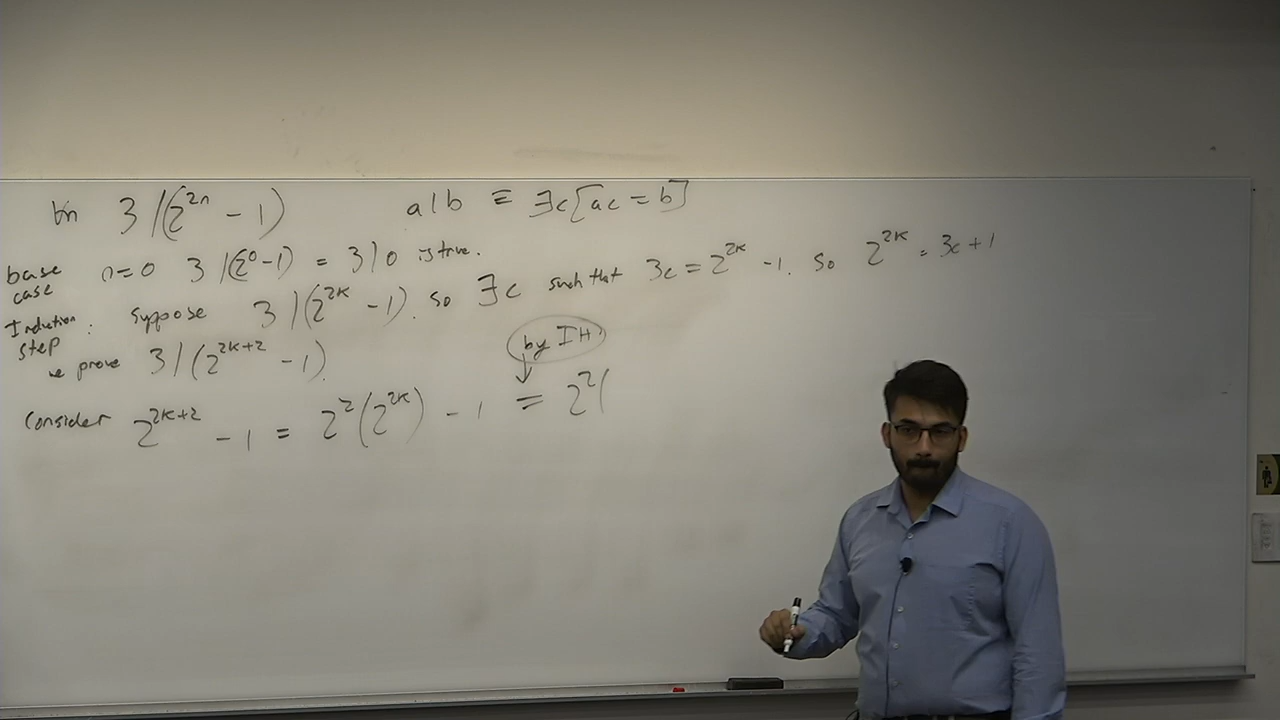 ∀n 3 | (2^{2n} - 1) a|b ≡ ∃c[ac = b]
base case n=0 3 | (2^0 - 1) = 3 | 0 is true.
Induction step : Suppose 3 | (2^{2k} - 1). so ∃c such that 3c = 2^{2k} - 1. so 2^{2k} = 3c + 1
we prove 3 | (2^{2k+2} - 1).
by IH
Consider 2^{2k+2} - 1 = 2^2(2^{2k}) - 1 = 2^2(